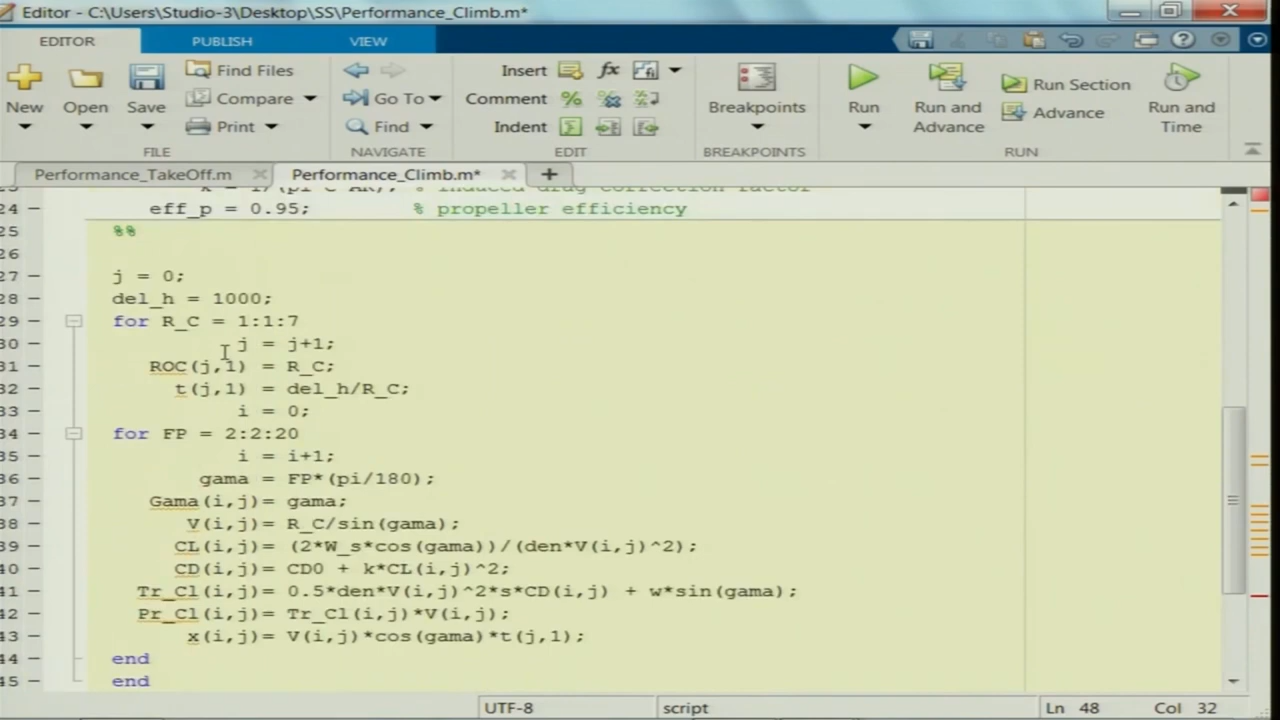 Editor - C:\Users\Studio-3\Desktop\SS\Performance_Climb.m*
EDITOR PUBLISH VIEW
New Open Save Find Files Compare Print
FILE
Go To Find
NAVIGATE
Insert fx
Comment %
Indent
EDIT
Breakpoints
BREAKPOINTS
Run Run and Advance Run Section Advance Run and Time
RUN
Performance_TakeOff.m Performance_Climb.m*
24 eff_p = 0.95; % propeller efficiency
25 %%
26
27 j = 0;
28 del_h = 1000;
29 for R_C = 1:1:7
30 j = j+1;
31 ROC(j,1) = R_C;
32 t(j,1) = del_h/R_C;
33 i = 0;
34 for FP = 2:2:20
35 i = i+1;
36 gama = FP*(pi/180);
37 Gama(i,j)= gama;
38 V(i,j)= R_C/sin(gama);
39 CL(i,j)= (2*W_s*cos(gama))/(den*V(i,j)^2);
40 CD(i,j)= CD0 + k*CL(i,j)^2;
41 Tr_Cl(i,j)= 0.5*den*V(i,j)^2*s*CD(i,j) + w*sin(gama);
42 Pr_Cl(i,j)= Tr_Cl(i,j)*V(i,j);
43 x(i,j)= V(i,j)*cos(gama)*t(j,1);
44 end
45 end
UTF-8 script Ln 48 Col 32